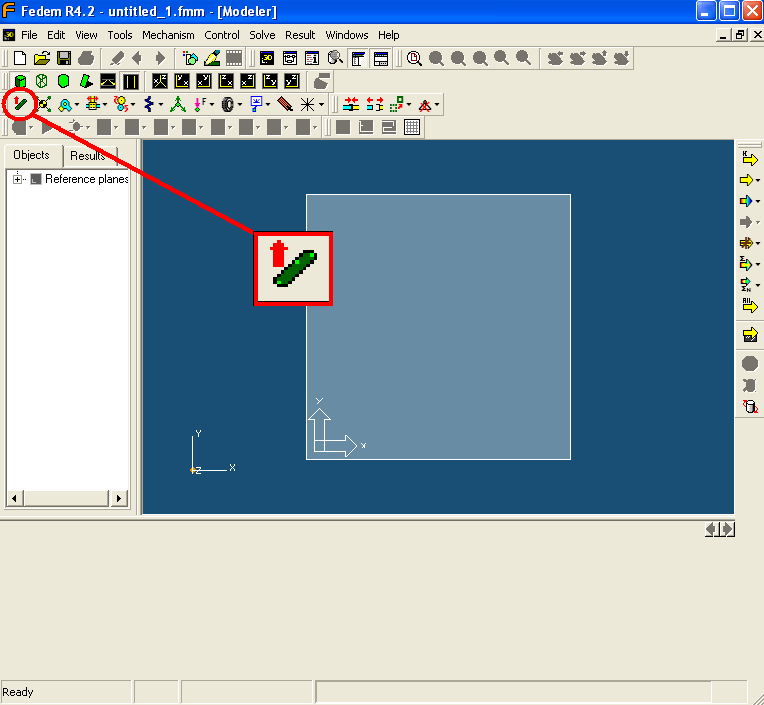 Fedem R4.2 - untitled_1.fmm - [Modeler]
File Edit View Tools Mechanism Control Solve Result Windows Help
Objects Results
Reference planes
Y
X
Y
X
Z
Ready